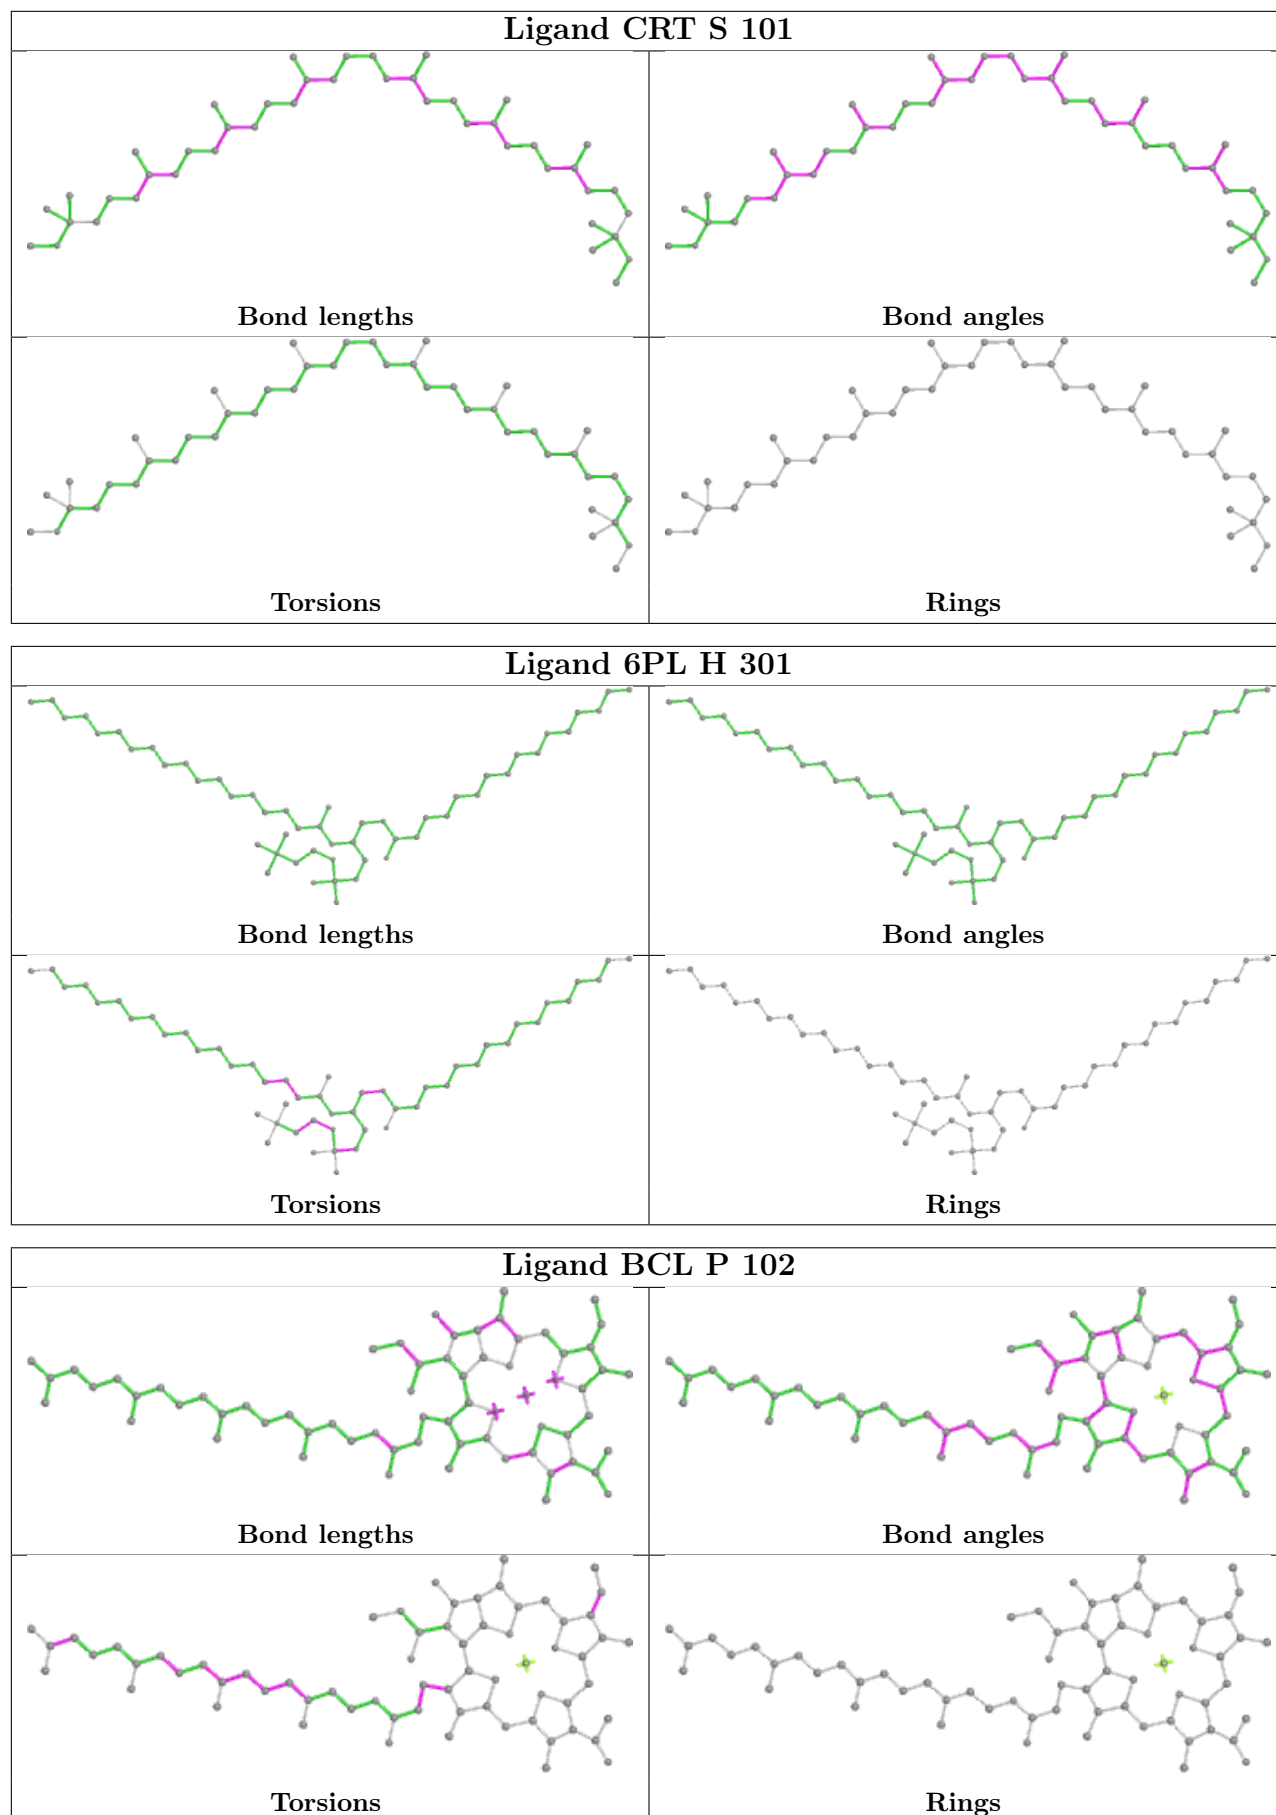 Ligand CRT S 101
Bond lengths
Bond angles
Torsions
Rings
Ligand 6PL H 301
Bond lengths
Bond angles
Torsions
Rings
Ligand BCL P 102
Bond lengths
Bond angles
Torsions
Rings